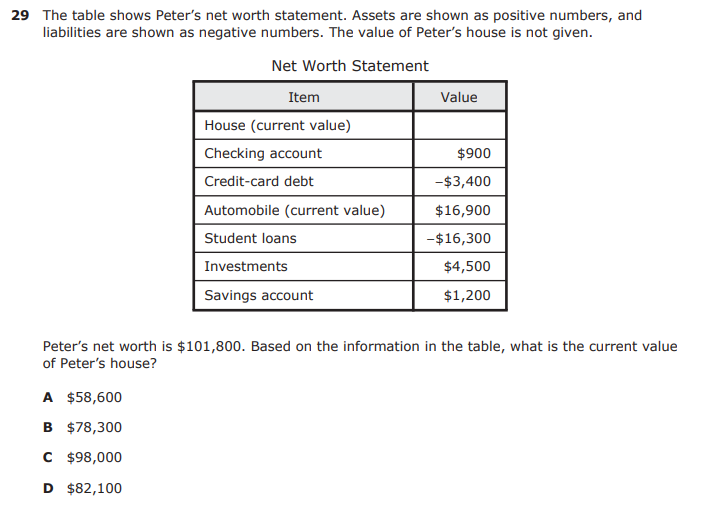 29 The table shows Peter's net worth statement. Assets are shown as positive numbers, and
liabilities are shown as negative numbers. The value of Peter's house is not given.
Net Worth Statement
Item Value
House (current value)
Checking account $900
Credit-card debt –$3,400
Automobile (current value) $16,900
Student loans –$16,300
Investments $4,500
Savings account $1,200
Peter's net worth is $101,800. Based on the information in the table, what is the current value
of Peter's house?
A $58,600
B $78,300
C $98,000
D $82,100